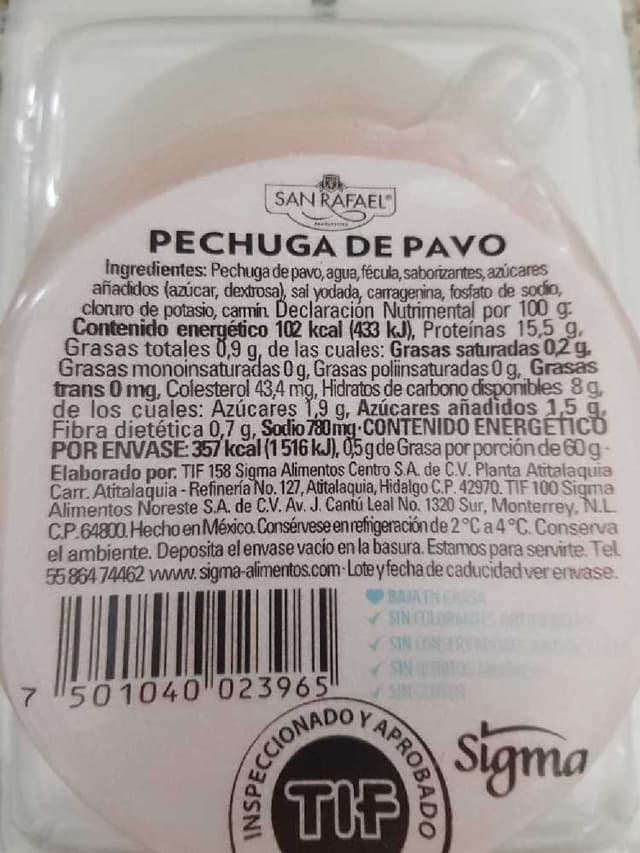 SAN RAFAEL®
PECHUGA DE PAVO
Ingredientes: Pechuga de pavo, agua, fécula, saborizantes, azúcares
añadidos (azúcar, dextrosa), sal yodada, carragenina, fosfato de sodio,
cloruro de potasio, carmín. Declaración Nutrimental por 100 g:
Contenido energético 102 kcal (433 kJ), Proteínas 15,5 g,
Grasas totales 0,9 g, de las cuales: Grasas saturadas 0,2 g,
Grasas monoinsaturadas 0 g, Grasas poliinsaturadas 0 g, Grasas
trans 0 mg, Colesterol 43,4 mg, Hidratos de carbono disponibles 8 g,
de los cuales: Azúcares 1,9 g, Azúcares añadidos 1,5 g,
Fibra dietética 0,7 g, Sodio 780 mg·CONTENIDO ENERGÉTICO
POR ENVASE: 357 kcal (1 516 kJ), 0,5 g de Grasa por porción de 60 g·
Elaborado por: TIF 158 Sigma Alimentos Centro S.A. de C.V. Planta Atitalaquia
Carr. Atitalaquia - Refinería No. 127, Atitalaquia, Hidalgo C.P. 42970. TIF 100 Sigma
Alimentos Noreste S.A. de C.V. Av. J. Cantú Leal No. 1320 Sur, Monterrey, N.L.
C.P. 64800. Hecho en México. Consérvese en refrigeración de 2 °C a 4 °C. Conserva
el ambiente. Deposita el envase vacío en la basura. Estamos para servirte. Tel.
55 864 74462 www.sigma-alimentos.com · Lote y fecha de caducidad ver envase.
BAJA EN GRASA
SIN COLORANTES
SIN
SIN
SIN
7 501040 023965
INSPECCIONADO Y APROBADO
TIF
Sigma